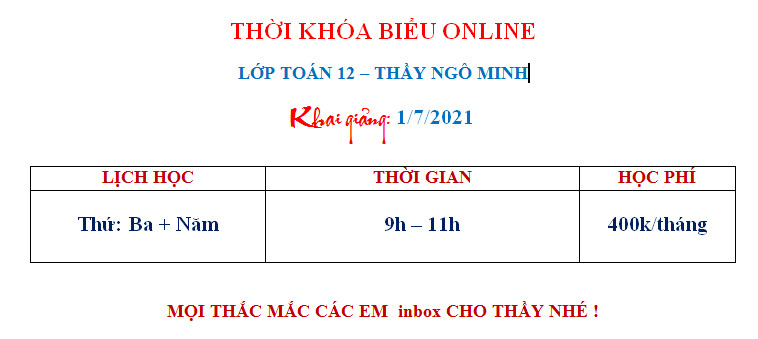 THỜI KHÓA BIỂU ONLINE
LỚP TOÁN 12 – THẦY NGÔ MINH
Khai giảng: 1/7/2021
LỊCH HỌC THỜI GIAN HỌC PHÍ
Thứ: Ba + Năm 9h – 11h 400k/tháng
MỌI THẮC MẮC CÁC EM inbox CHO THẦY NHÉ !